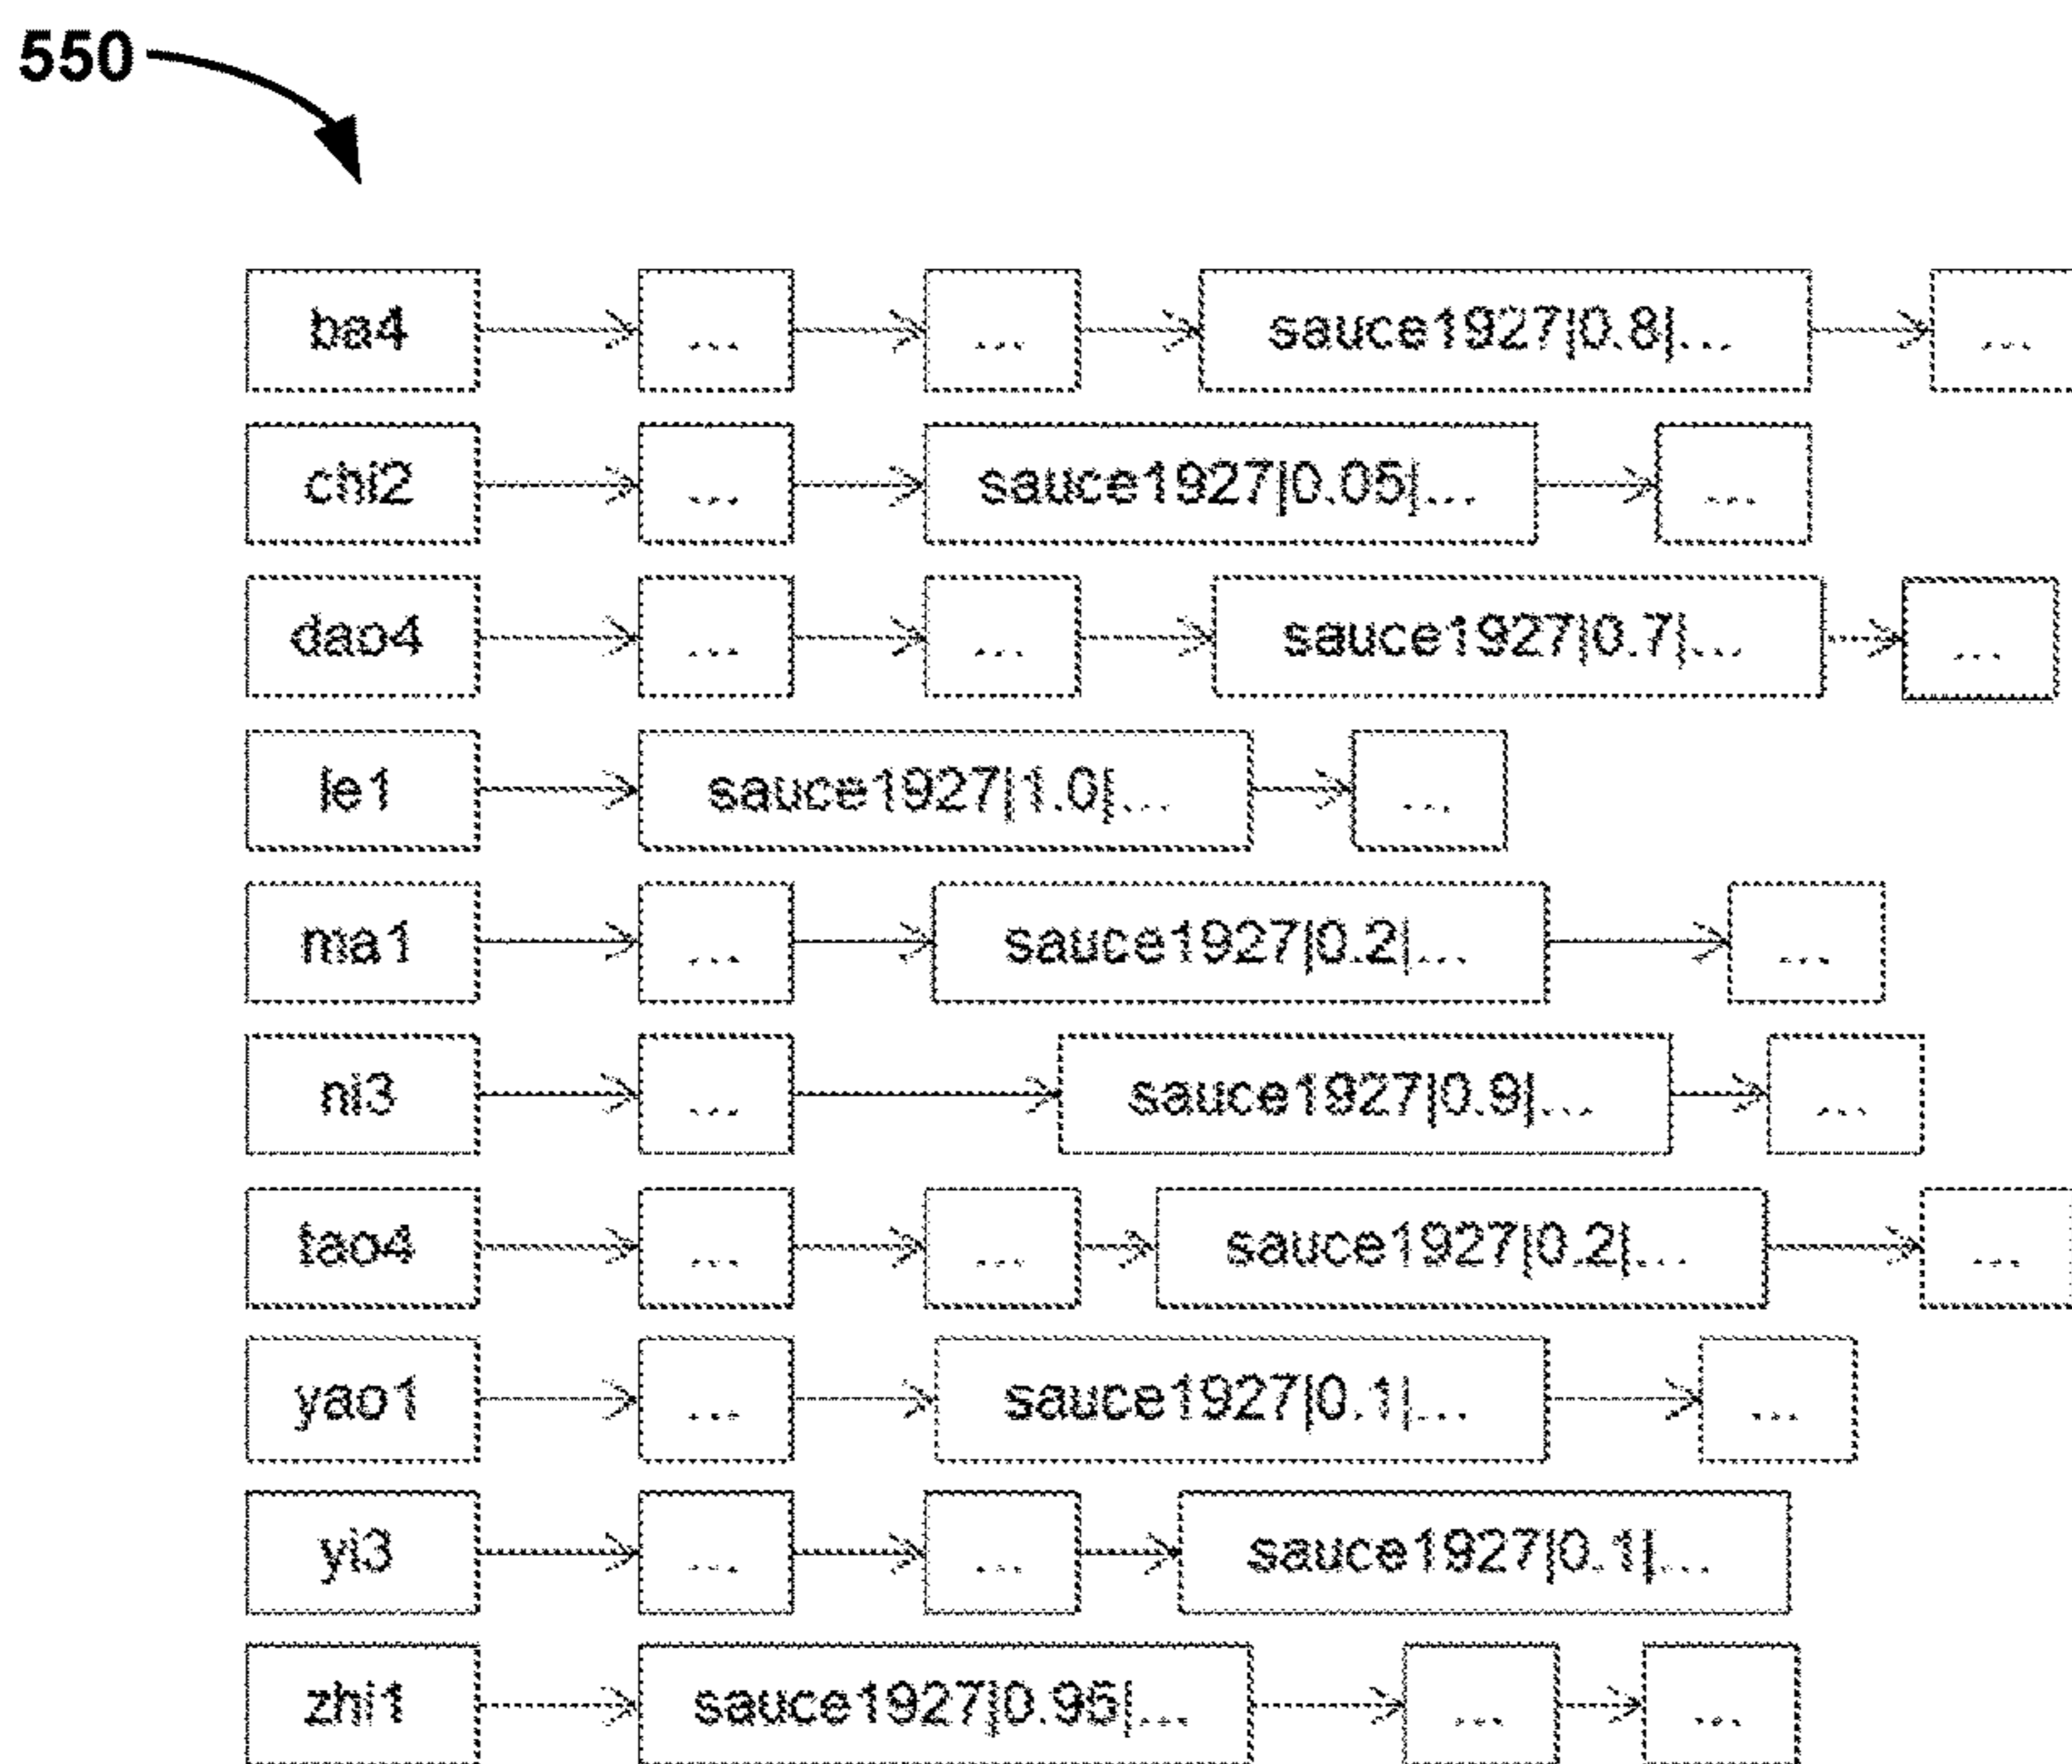 550
ba4 ... ... sauce1927|0.8|... ...
chi2 ... sauce1927|0.05|... ...
dao4 ... ... sauce1927|0.7|... ...
le1 sauce1927|1.0|... ...
ma1 ... sauce1927|0.2|... ...
ni3 ... sauce1927|0.9|... ...
tao4 ... ... sauce1927|0.2|... ...
yao1 ... sauce1927|0.1|... ...
yi3 ... ... sauce1927|0.1|...
zhi1 sauce1927|0.95|... ... ...